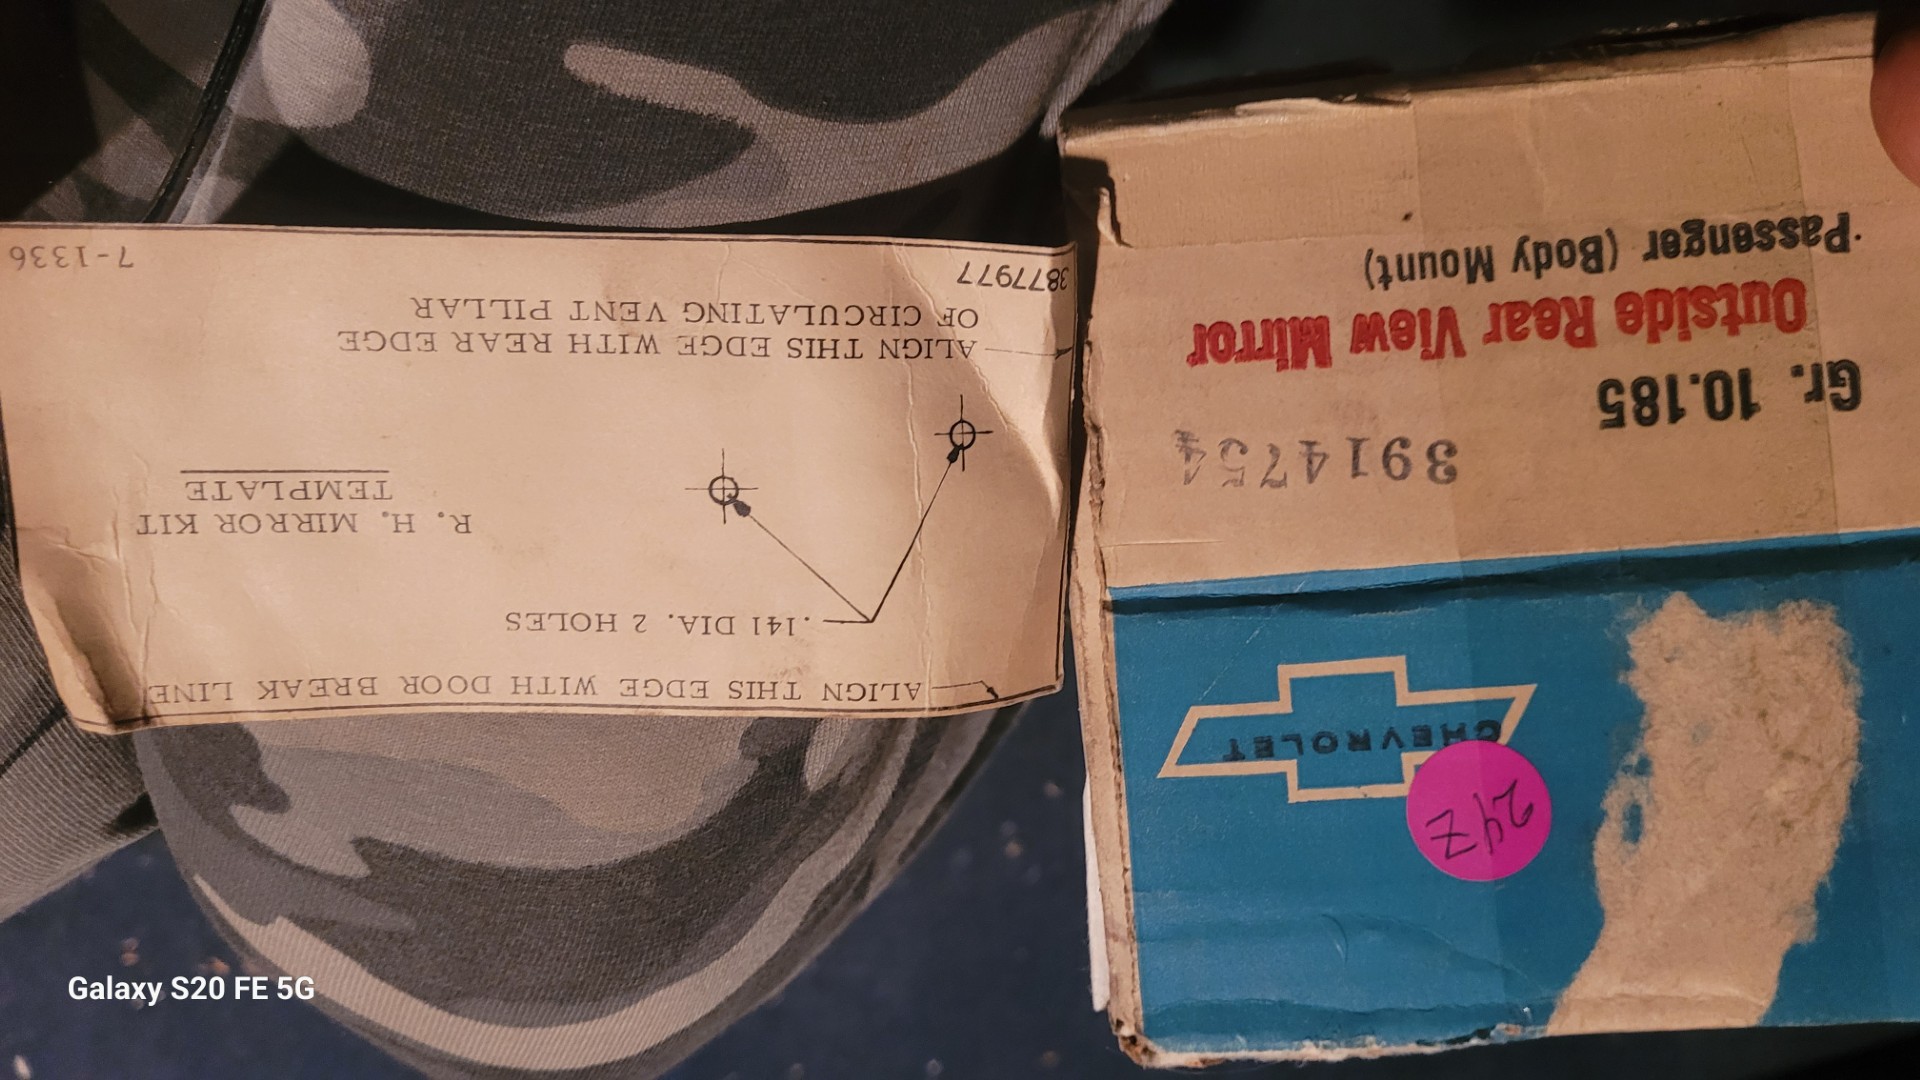 ALIGN THIS EDGE WITH DOOR BREAK LINE
.141 DIA. 2 HOLES
R. H. MIRROR KIT
TEMPLATE
ALIGN THIS EDGE WITH REAR EDGE
OF CIRCULATING VENT PILLAR
3877977
7-1336
CHEVROLET
24Z
3914754
Gr. 10.185
Outside Rear View Mirror
Passenger (Body Mount)
Galaxy S20 FE 5G